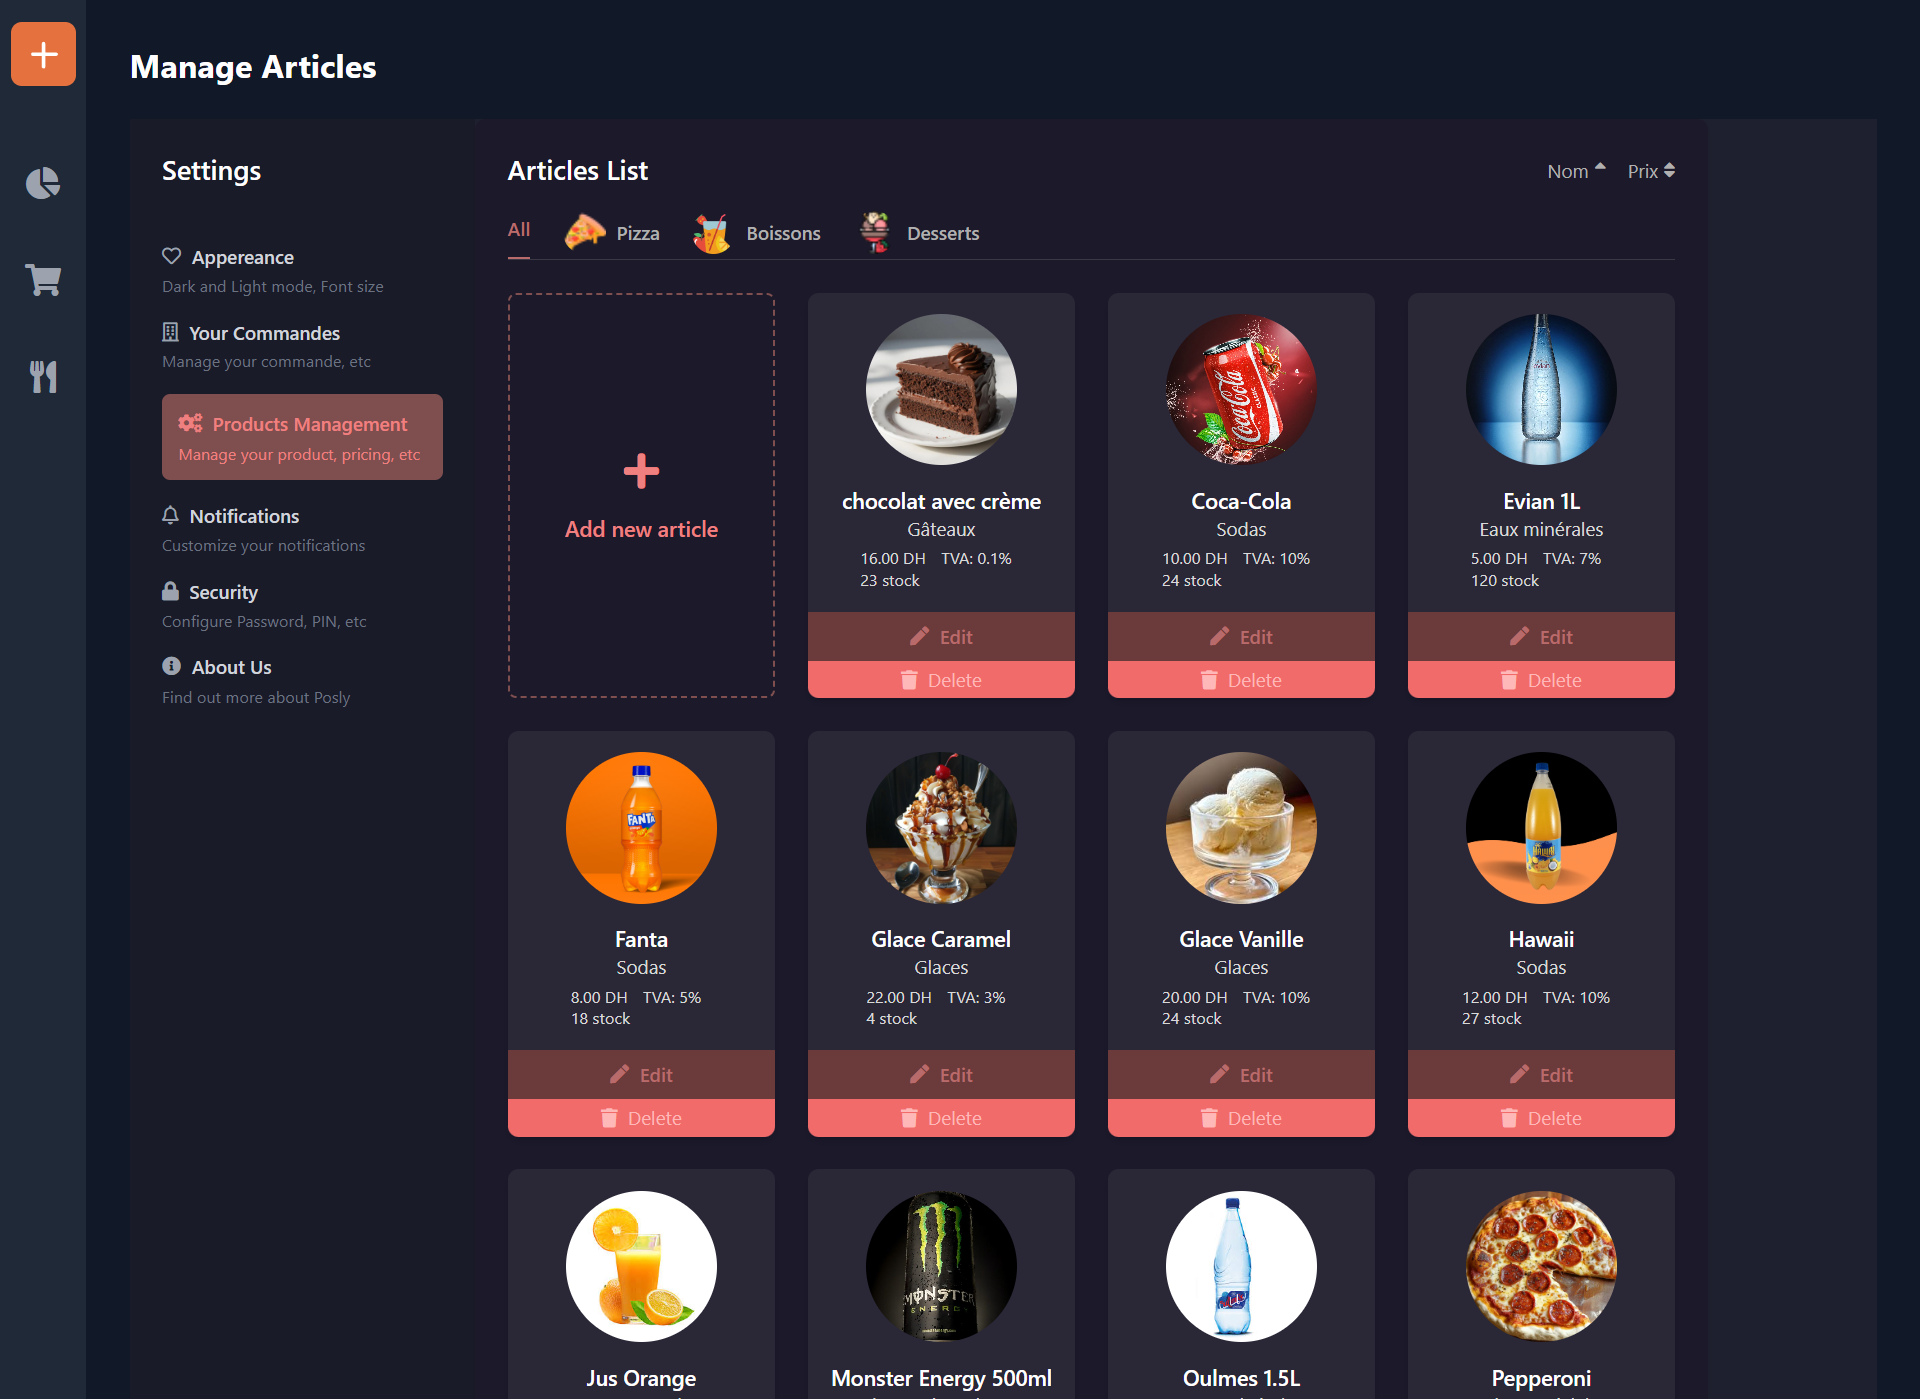 Manage Articles
Settings
Appereance
Dark and Light mode, Font size
Your Commandes
Manage your commande, etc
Products Management
Manage your product, pricing, etc
Notifications
Customize your notifications
Security
Configure Password, PIN, etc
About Us
Find out more about Posly
Articles List
Nom Prix
All Pizza Boissons Desserts
Add new article
chocolat avec crème
Gâteaux
16.00 DH TVA: 0.1%
23 stock
Edit
Delete
Coca-Cola
CLASSIC
Coca-Cola
Sodas
10.00 DH TVA: 10%
24 stock
Edit
Delete
evian
Evian 1L
Eaux minérales
5.00 DH TVA: 7%
120 stock
Edit
Delete
FANTA
Fanta
Sodas
8.00 DH TVA: 5%
18 stock
Edit
Delete
Glace Caramel
Glaces
22.00 DH TVA: 3%
4 stock
Edit
Delete
Glace Vanille
Glaces
20.00 DH TVA: 10%
24 stock
Edit
Delete
Hawaii
Sodas
12.00 DH TVA: 10%
27 stock
Edit
Delete
Jus Orange
MONSTER
ENERGY
Monster Energy 500ml
Oulmes 1.5L
Pepperoni